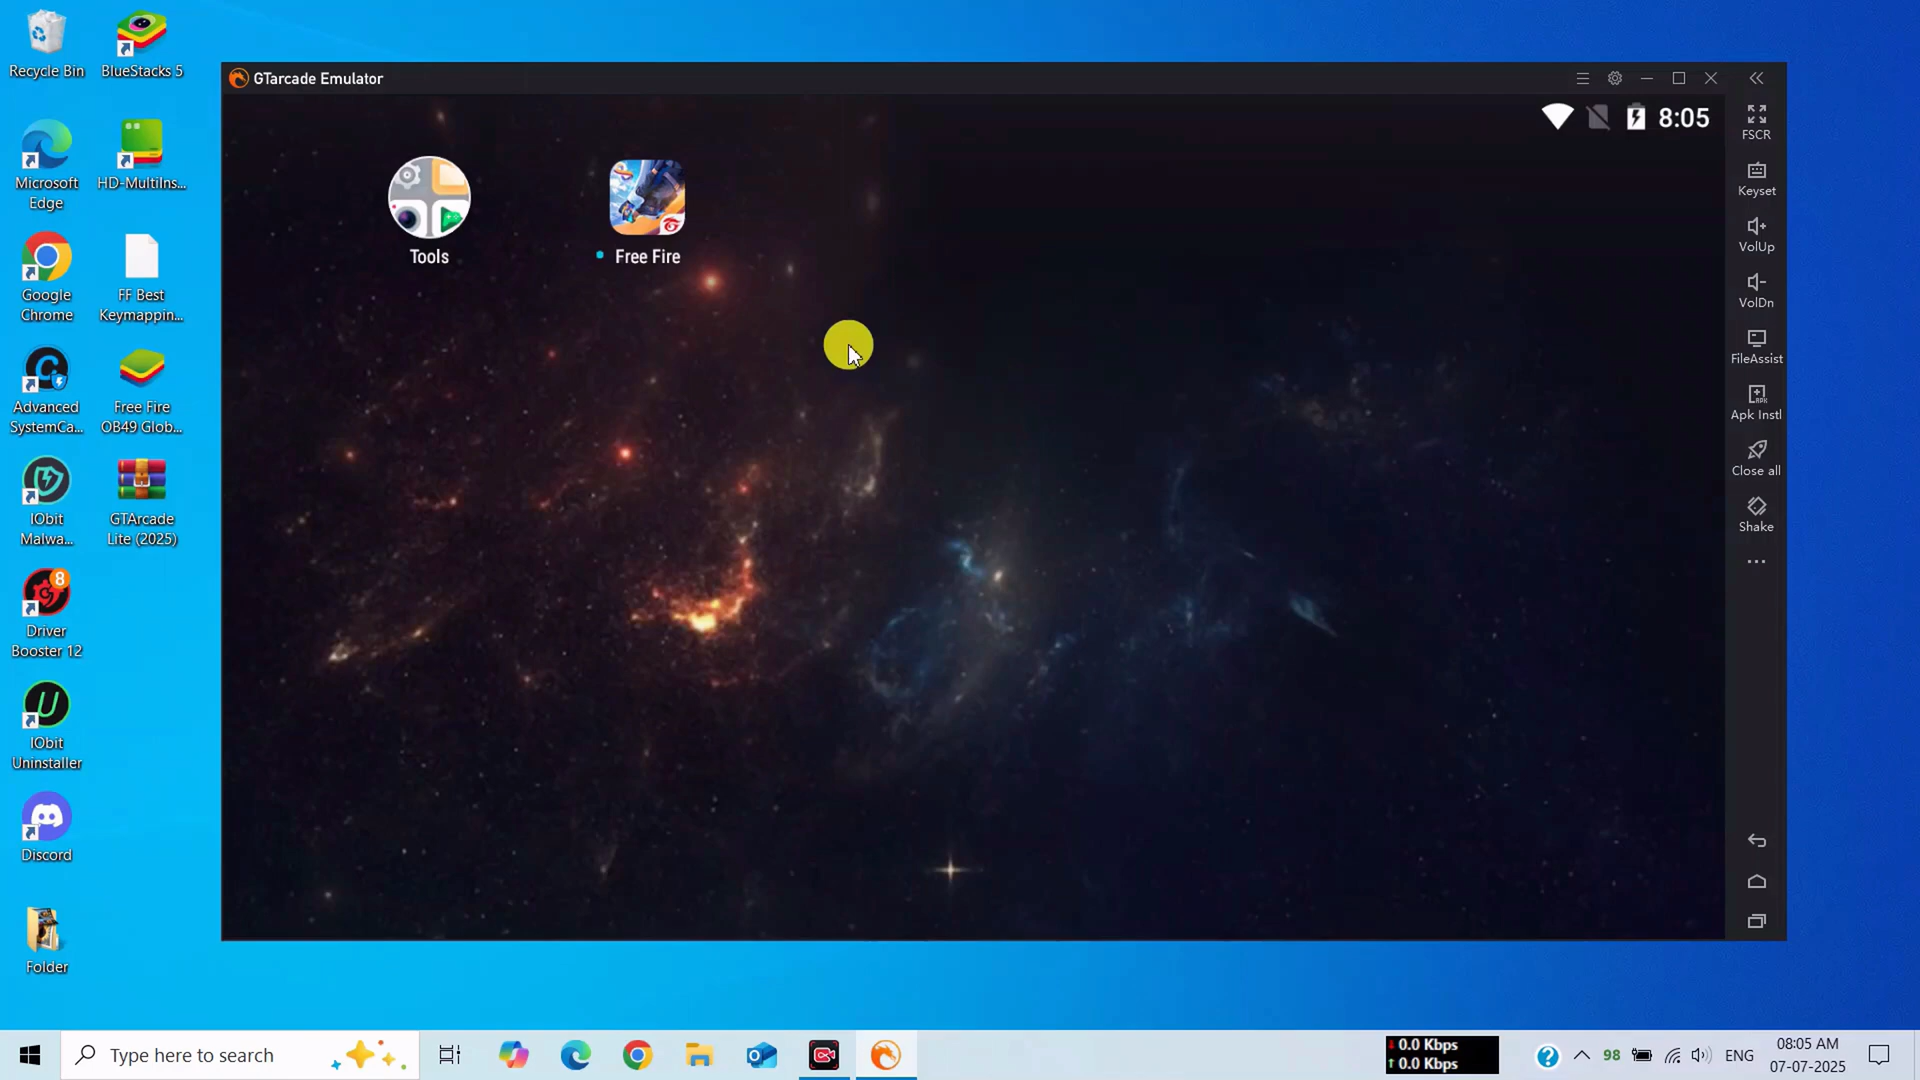 Recycle Bin
BlueStacks 5
Microsoft
Edge
HD-MultiIns...
Google
Chrome
FF Best
Keymappin...
Advanced
SystemCa...
Free Fire
OB49 Glob...
IObit
Malwa...
GTArcade
Lite (2025)
8
Driver
Booster 12
IObit
Uninstaller
Discord
Folder
GTarcade Emulator
8:05
Tools
Free Fire
FSCR
Keyset
VolUp
VolDn
FileAssist
APK
Apk Instl
Close all
Shake
Type here to search
0.0 Kbps
0.0 Kbps
98
ENG
08:05 AM
07-07-2025